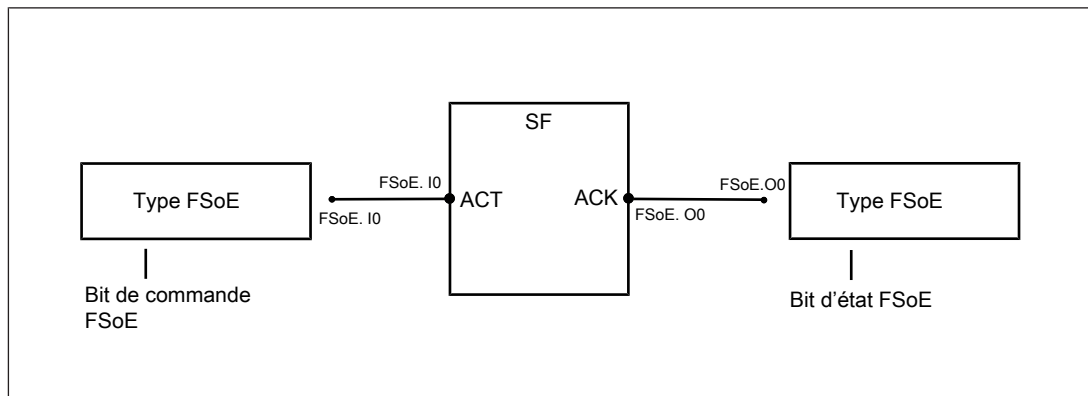 SF
Type FSoE
FSoE. I0
FSoE. I0
ACT
ACK
FSoE. O0
FSoE.O0
Type FSoE
Bit de commande
FSoE
Bit d'état FSoE